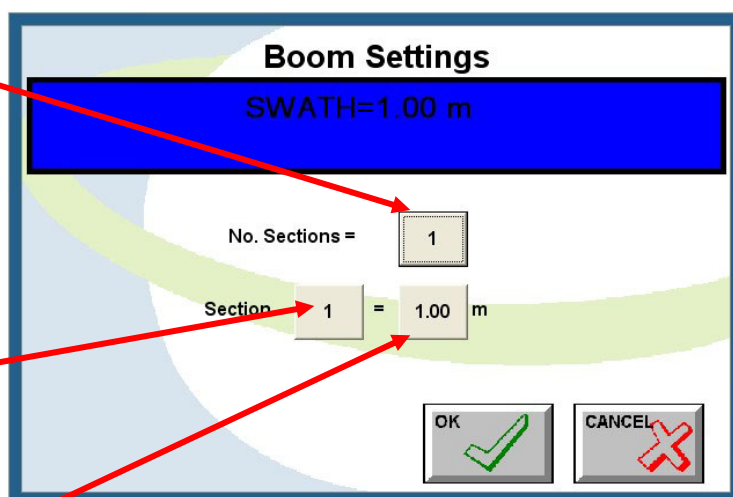 Boom Settings
SWATH=1.00 m
No. Sections = 1
Section 1 = 1.00 m
OK CANCEL